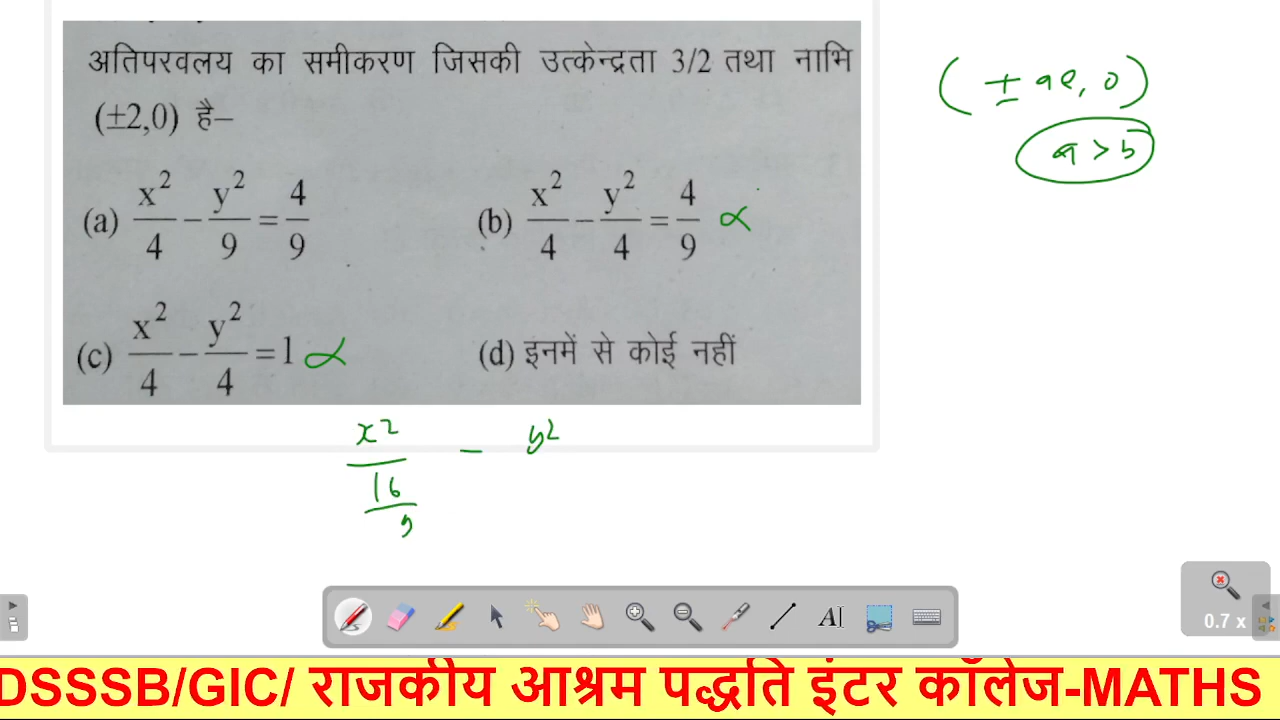 अतिपरवलय का समीकरण जिसकी उत्केन्द्रता 3/2 तथा नाभि
(±2,0) है–
(a) x²/4 − y²/9 = 4/9
(b) x²/4 − y²/4 = 4/9 α
(c) x²/4 − y²/4 = 1 α
(d) इनमें से कोई नहीं
(± ae, 0)
a > b
x²/(16/9) − y²
AI
0.7 x
DSSSB/GIC/ राजकीय आश्रम पद्धति इंटर कॉलेज-MATHS